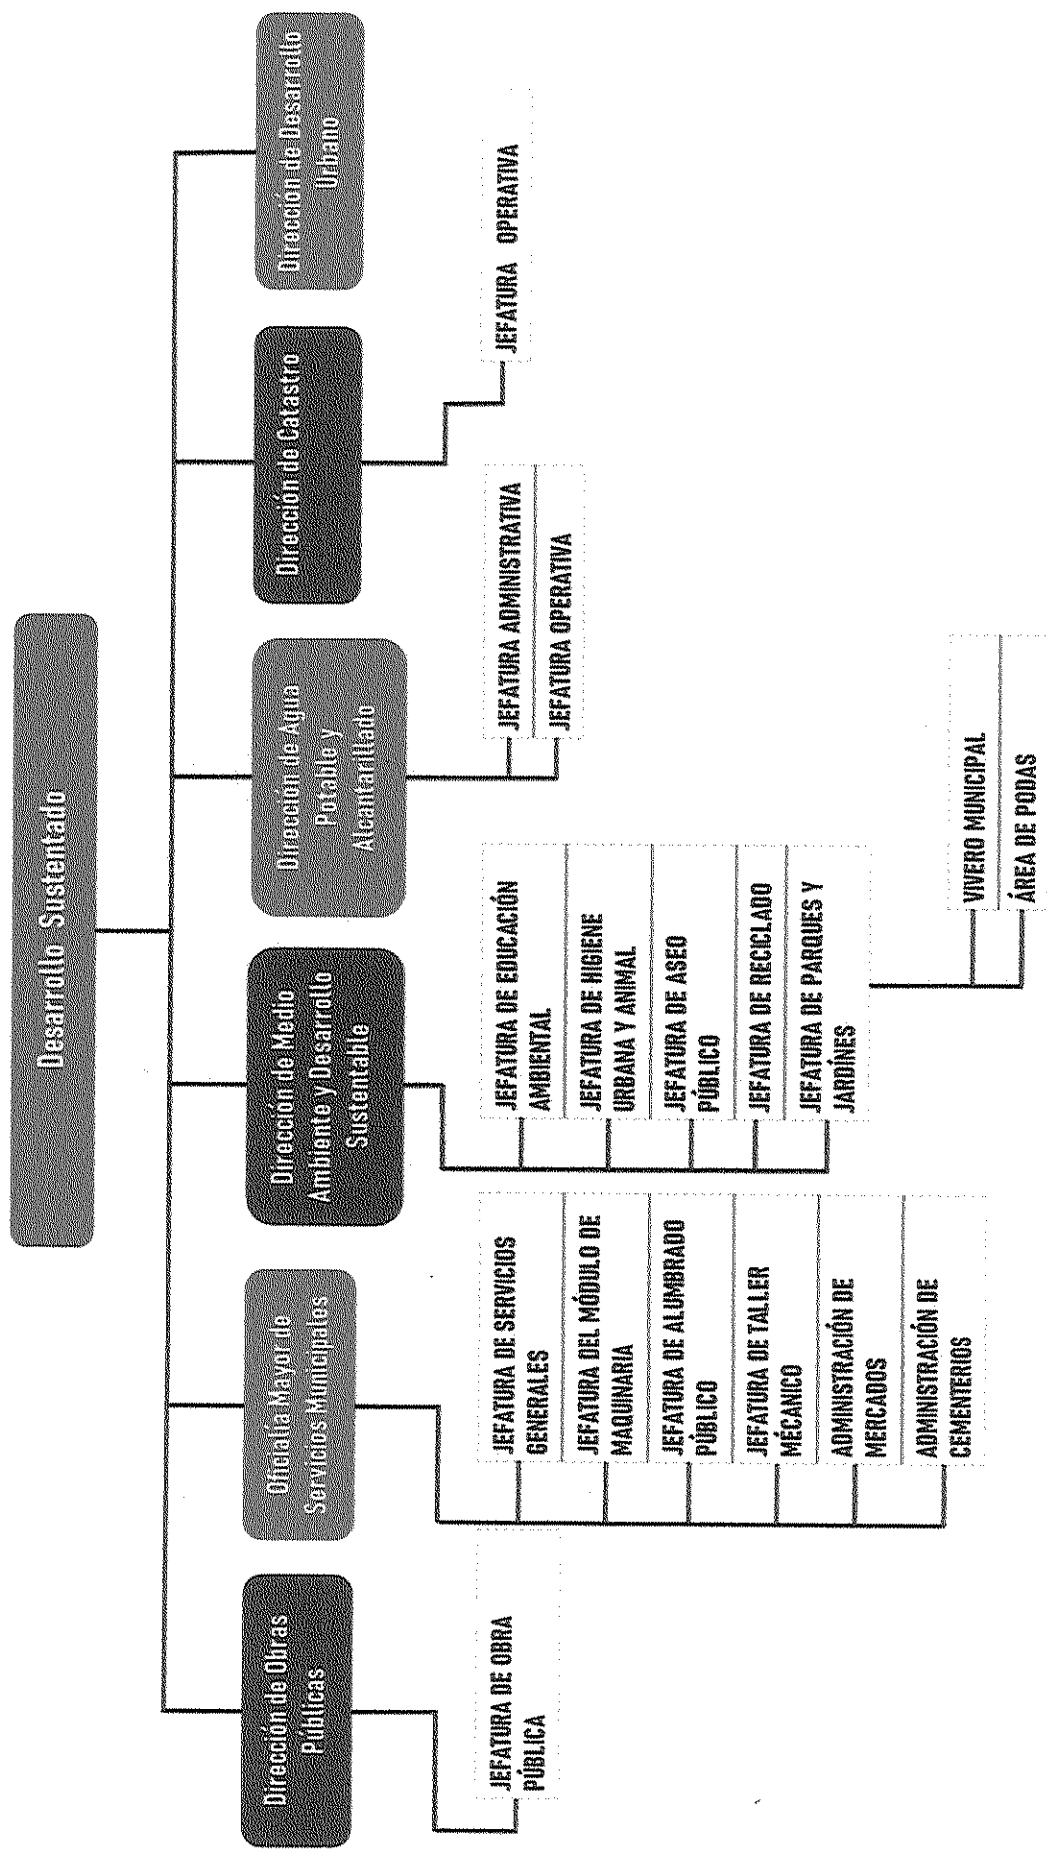 Desarrollo Sustentado
Dirección de Obras
Públicas
JEFATURA DE OBRA
PÚBLICA
Oficialia Mayor de
Servicios Municipales
JEFATURA DE SERVICIOS
GENERALES
JEFATURA DEL MÓDULO DE
MAQUINARIA
JEFATURA DE ALUMBRADO
PÚBLICO
JEFATURA DE TALLER
MÉCANICO
ADMINISTRACIÓN DE
MERCADOS
ADMINISTRACIÓN DE
CEMENTERIOS
Dirección de Medio
Ambiente y Desarrollo
Sustentable
JEFATURA DE EDUCACIÓN
AMBIENTAL
JEFATURA DE HIGIENE
URBANA Y ANIMAL
JEFATURA DE ASEO
PÚBLICO
JEFATURA DE RECICLADO
JEFATURA DE PARQUES Y
JARDÍNES
VIVERO MUNICIPAL
ÁREA DE PODAS
Dirección de Agua
Potable y
Alcantarillado
JEFATURA ADMINISTRATIVA
JEFATURA OPERATIVA
Dirección de Catastro
JEFATURA OPERATIVA
Dirección de Desarrollo
Urbano